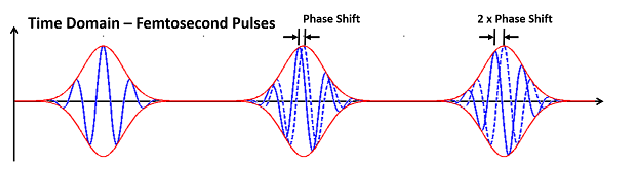 Time Domain – Femtosecond Pulses
Phase Shift
2 x Phase Shift